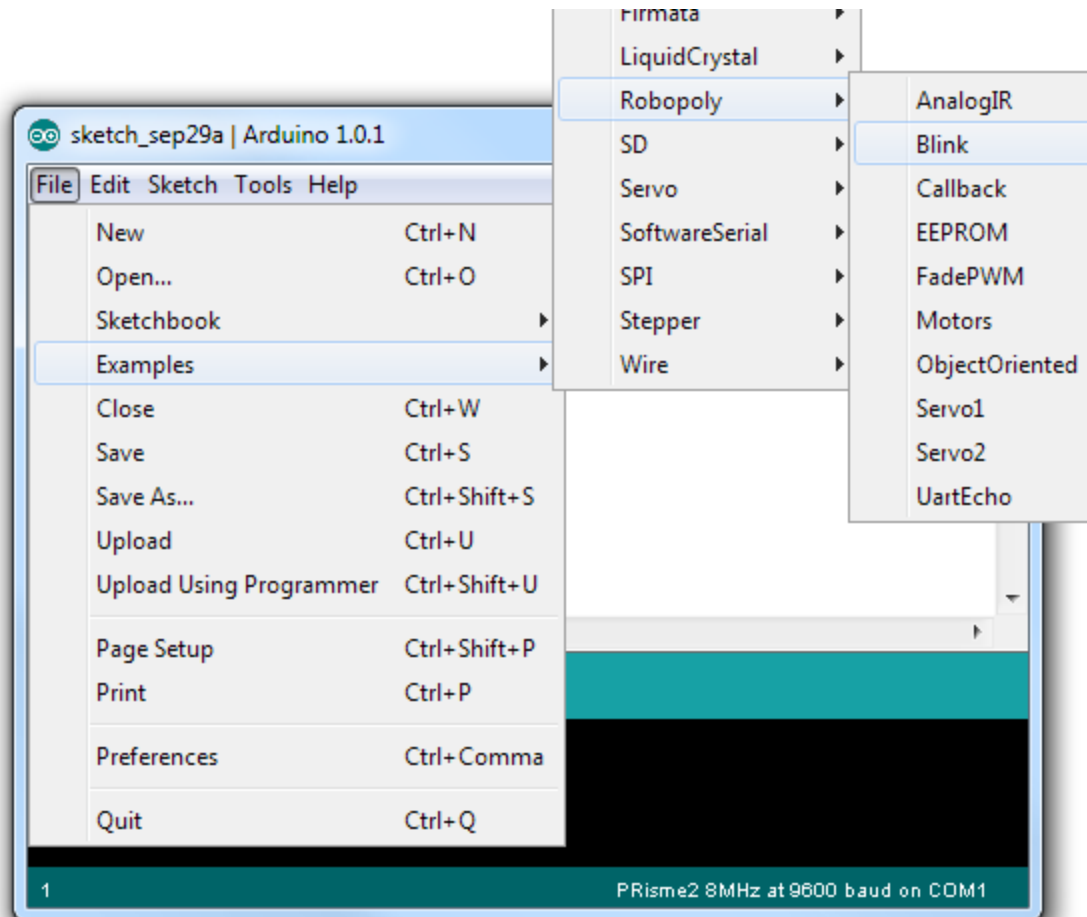 Firmata
LiquidCrystal
Robopoly
SD
Servo
SoftwareSerial
SPI
Stepper
Wire
AnalogIR
Blink
Callback
EEPROM
FadePWM
Motors
ObjectOriented
Servo1
Servo2
UartEcho
sketch_sep29a | Arduino 1.0.1
File Edit Sketch Tools Help
New Ctrl+N
Open... Ctrl+O
Sketchbook
Examples
Close Ctrl+W
Save Ctrl+S
Save As... Ctrl+Shift+S
Upload Ctrl+U
Upload Using Programmer Ctrl+Shift+U
Page Setup Ctrl+Shift+P
Print Ctrl+P
Preferences Ctrl+Comma
Quit Ctrl+Q
1 PRisme2 8MHz at 9600 baud on COM1